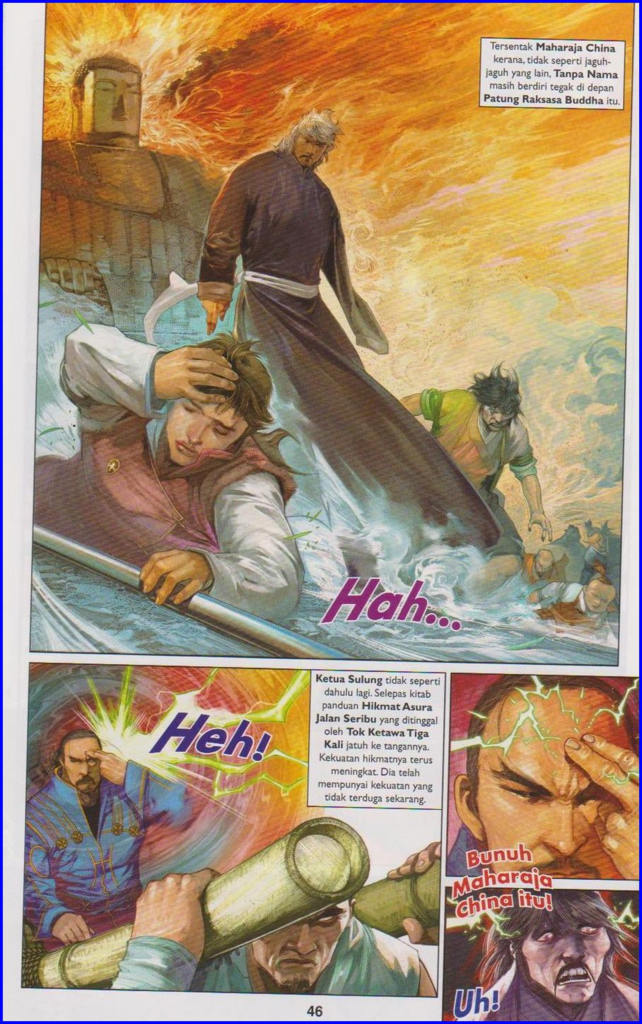 Tersentak Maharaja China
kerana, tidak seperti jaguh-
jaguh yang lain, Tanpa Nama
masih berdiri tegak di depan
Patung Raksasa Buddha itu.
Hah...
Ketua Sulung tidak seperti
dahulu lagi. Selepas kitab
panduan Hikmat Asura
Jalan Seribu yang ditinggal
oleh Tok Ketawa Tiga
Kali jatuh ke tangannya.
Kekuatan hikmatnya terus
meningkat. Dia telah
mempunyai kekuatan yang
tidak terduga sekarang.
Heh!
Bunuh
Maharaja
China itu!
Uh!
46